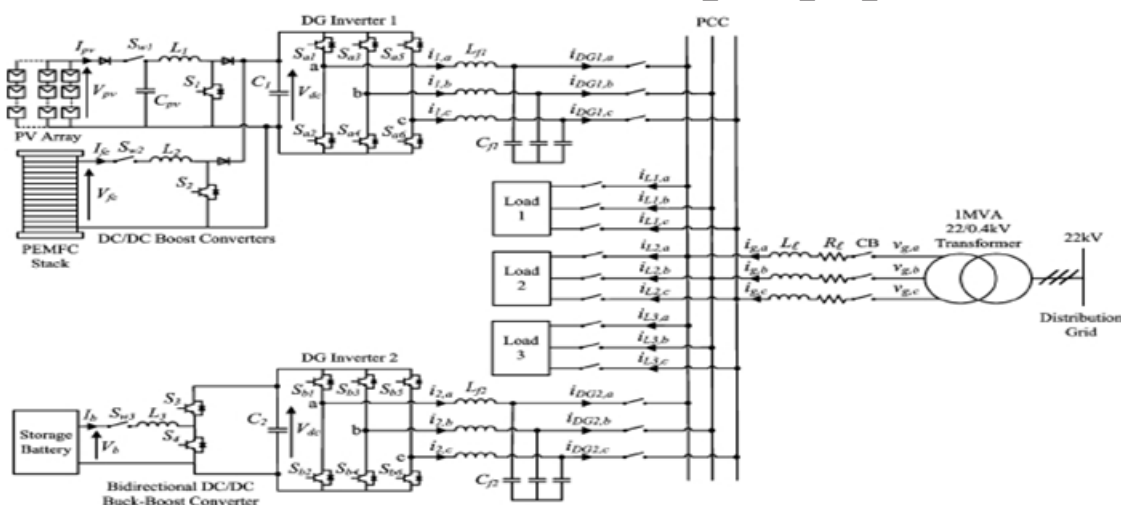 DG Inverter 1
PCC
I_pv S_w1 L_1
S_a1 S_a3 S_a5
i_1,a L_f1 i_DG1,a
a
V_pv C_pv S_1 C_1 V_dc
b i_1,b i_DG1,b
c i_1,c i_DG1,c
PV Array
S_a2 S_a4 S_a6
C_f2
I_fc S_w2 L_2
S_2
V_fc
DC/DC Boost Converters
PEMFC
Stack
Load
1
i_L1,a
i_L1,b
i_L1,c
Load
2
i_L2,a
i_L2,b
i_L2,c
Load
3
i_L3,a
i_L3,b
i_L3,c
1MVA
22/0.4kV
Transformer
i_g,a L_ℓ R_ℓ CB v_g,a
i_g,b v_g,b
i_g,c v_g,c
22kV
Distribution
Grid
DG Inverter 2
S_b1 S_b3 S_b5
i_2,a L_f2 i_DG2,a
a
I_b S_w3 L_3 S_3
S_4
C_2 V_dc
b i_2,b i_DG2,b
c i_2,c i_DG2,c
Storage
Battery
V_b
S_b2 S_b4 S_b6
C_f2
Bidirectional DC/DC
Buck-Boost Converter